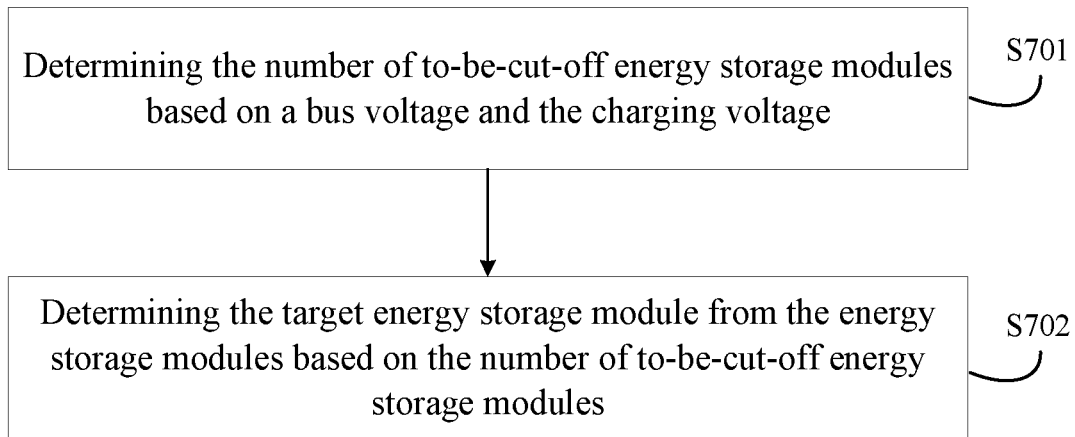 Determining the number of to-be-cut-off energy storage modules
based on a bus voltage and the charging voltage
S701
Determining the target energy storage module from the energy
storage modules based on the number of to-be-cut-off energy
storage modules
S702